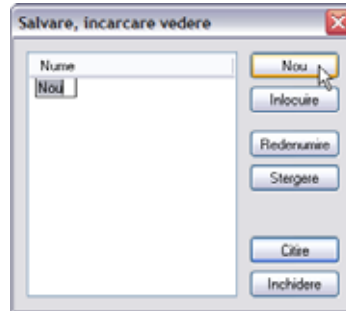 Salvare, incarcare vedere
Nume
Nou
Nou
Inlocuire
Redenumire
Stergere
Citire
Inchidere